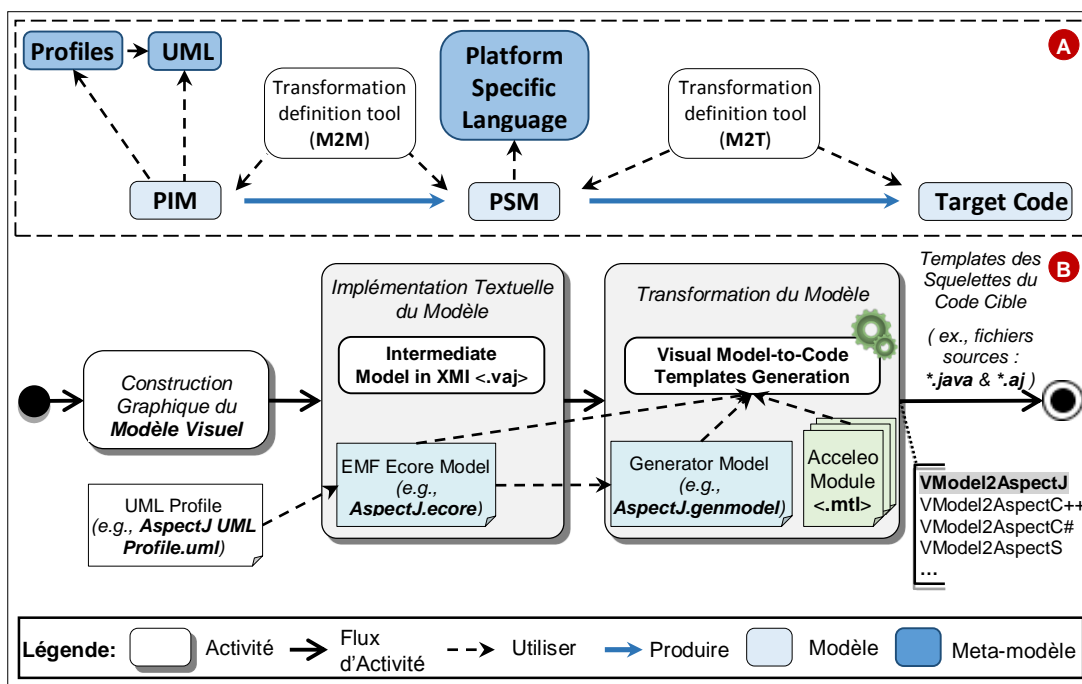 A
Profiles
UML
Transformation
definition tool
(M2M)
Platform
Specific
Language
Transformation
definition tool
(M2T)
PIM
PSM
Target Code
B
Implémentation Textuelle
du Modèle
Intermediate
Model in XMI <.vaj>
Transformation du Modèle
Visual Model-to-Code
Templates Generation
Templates des
Squelettes du
Code Cible
( ex., fichiers
sources :
*.java & *.aj )
Construction
Graphique du
Modèle Visuel
UML Profile
(e.g., AspectJ UML
Profile.uml)
EMF Ecore Model
(e.g.,
AspectJ.ecore)
Generator Model
(e.g.,
AspectJ.genmodel)
Acceleo
Module
<.mtl>
VModel2AspectJ
VModel2AspectC++
VModel2AspectC#
VModel2AspectS
...
Légende:
Activité
Flux
d'Activité
Utiliser
Produire
Modèle
Meta-modèle